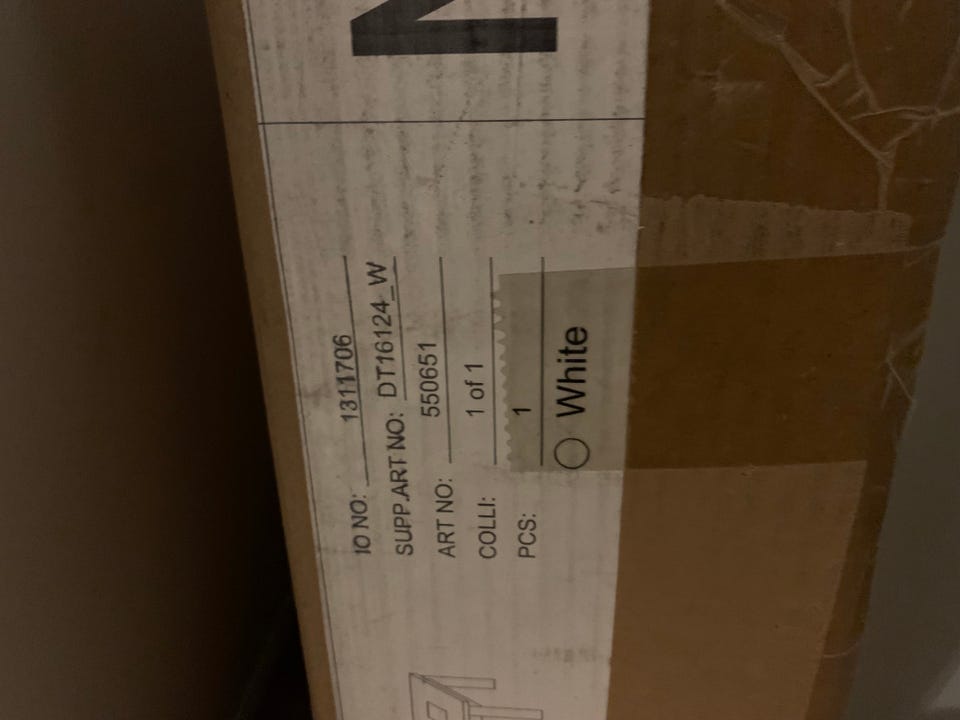 IO NO: 1311706
SUPP.ART NO: DT16124_W
ART NO: 550651
COLLI: 1 of 1
PCS: 1
White